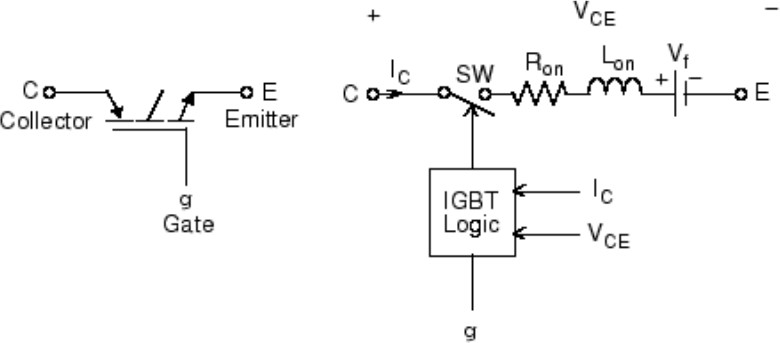 C
Collector
E
Emitter
g
Gate
+ V_CE −
C
I_C
SW
R_on
L_on
V_f
+ −
E
IGBT
Logic
I_C
V_CE
g